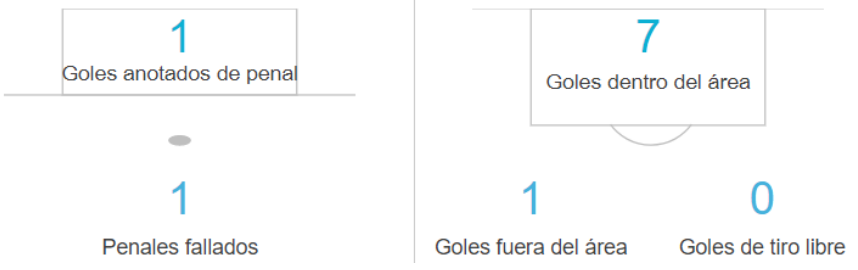 1
Goles anotados de penal
1
Penales fallados
7
Goles dentro del área
1
Goles fuera del área
0
Goles de tiro libre